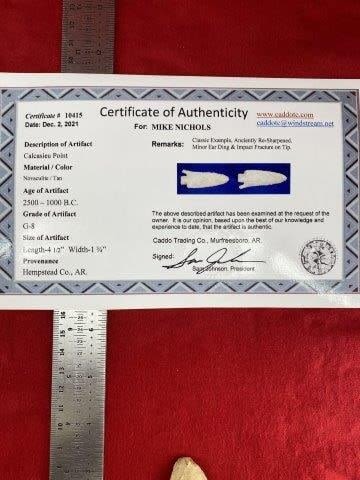 Certificate # 10415
Date: Dec. 2, 2021
Certificate of Authenticity
For: MIKE NICHOLS
www.caddotc.com
caddotc@windstream.net
Description of Artifact
Calcasieu Point
Material / Color
Novaculite / Tan
Age of Artifact
2500 – 1000 B.C.
Grade of Artifact
G-8
Size of Artifact
Length-4 1/2" Width-1 ¾"
Provenance
Hempstead Co., AR.
Remarks: Classic Example, Anciently Re-Sharpened.
Minor Ear Ding & Impact Fracture on Tip.
The above described artifact has been examined at the request of the
owner. It is our opinion, based upon the best of our knowledge and
experience to date, that the artifact is authentic.
Caddo Trading Co., Murfreesboro, AR.
Signed:
Sam Johnson, President